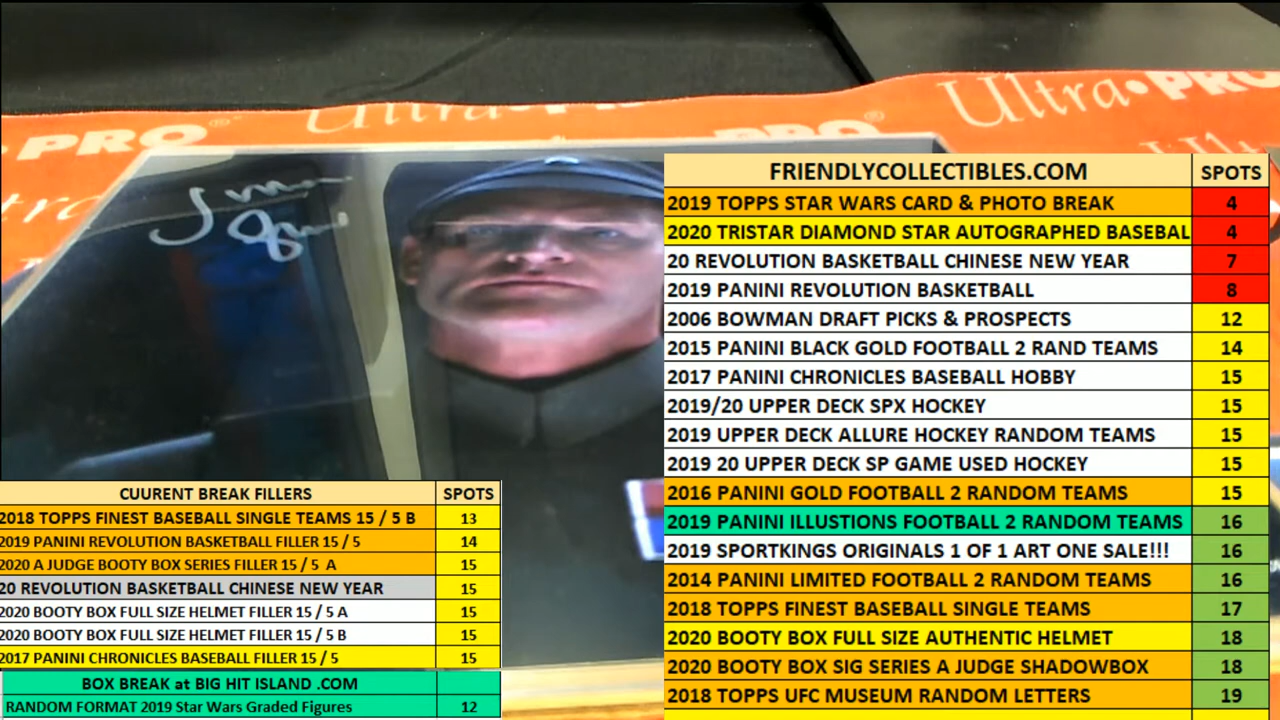 Ultra•PRO
PRO®
Ultra PRO
PRO®
FRIENDLYCOLLECTIBLES.COM SPOTS
2019 TOPPS STAR WARS CARD & PHOTO BREAK 4
2020 TRISTAR DIAMOND STAR AUTOGRAPHED BASEBAL 4
20 REVOLUTION BASKETBALL CHINESE NEW YEAR 7
2019 PANINI REVOLUTION BASKETBALL 8
2006 BOWMAN DRAFT PICKS & PROSPECTS 12
2015 PANINI BLACK GOLD FOOTBALL 2 RAND TEAMS 14
2017 PANINI CHRONICLES BASEBALL HOBBY 15
2019/20 UPPER DECK SPX HOCKEY 15
2019 UPPER DECK ALLURE HOCKEY RANDOM TEAMS 15
2019 20 UPPER DECK SP GAME USED HOCKEY 15
2016 PANINI GOLD FOOTBALL 2 RANDOM TEAMS 15
2019 PANINI ILLUSTIONS FOOTBALL 2 RANDOM TEAMS 16
2019 SPORTKINGS ORIGINALS 1 OF 1 ART ONE SALE!!! 16
2014 PANINI LIMITED FOOTBALL 2 RANDOM TEAMS 16
2018 TOPPS FINEST BASEBALL SINGLE TEAMS 17
2020 BOOTY BOX FULL SIZE AUTHENTIC HELMET 18
2020 BOOTY BOX SIG SERIES A JUDGE SHADOWBOX 18
2018 TOPPS UFC MUSEUM RANDOM LETTERS 19
CUURENT BREAK FILLERS SPOTS
2018 TOPPS FINEST BASEBALL SINGLE TEAMS 15 / 5 B 13
2019 PANINI REVOLUTION BASKETBALL FILLER 15 / 5 14
2020 A JUDGE BOOTY BOX SERIES FILLER 15 / 5 A 15
20 REVOLUTION BASKETBALL CHINESE NEW YEAR 15
2020 BOOTY BOX FULL SIZE HELMET FILLER 15 / 5 A 15
2020 BOOTY BOX FULL SIZE HELMET FILLER 15 / 5 B 15
2017 PANINI CHRONICLES BASEBALL FILLER 15 / 5 15
BOX BREAK at BIG HIT ISLAND .COM
RANDOM FORMAT 2019 Star Wars Graded Figures 12